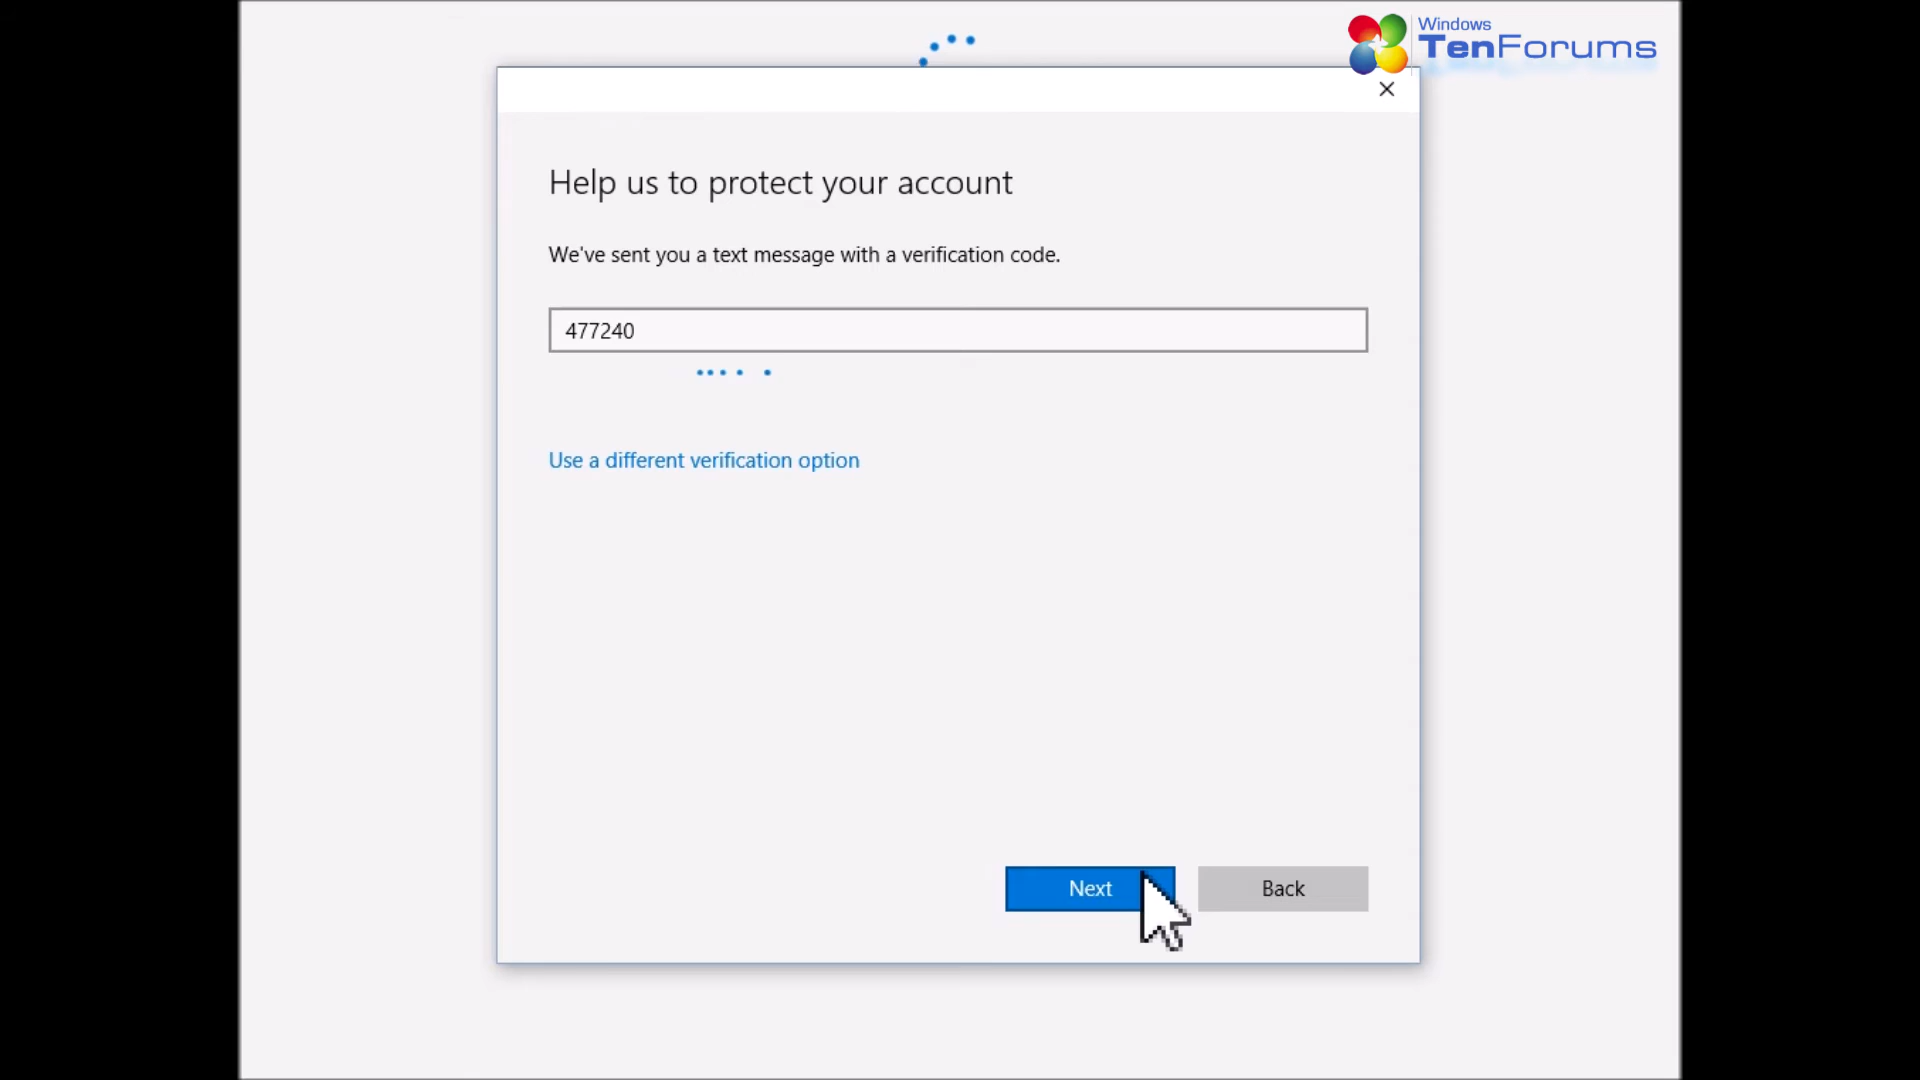 Windows
TenForums
Help us to protect your account
We've sent you a text message with a verification code.
477240
Use a different verification option
Next
Back